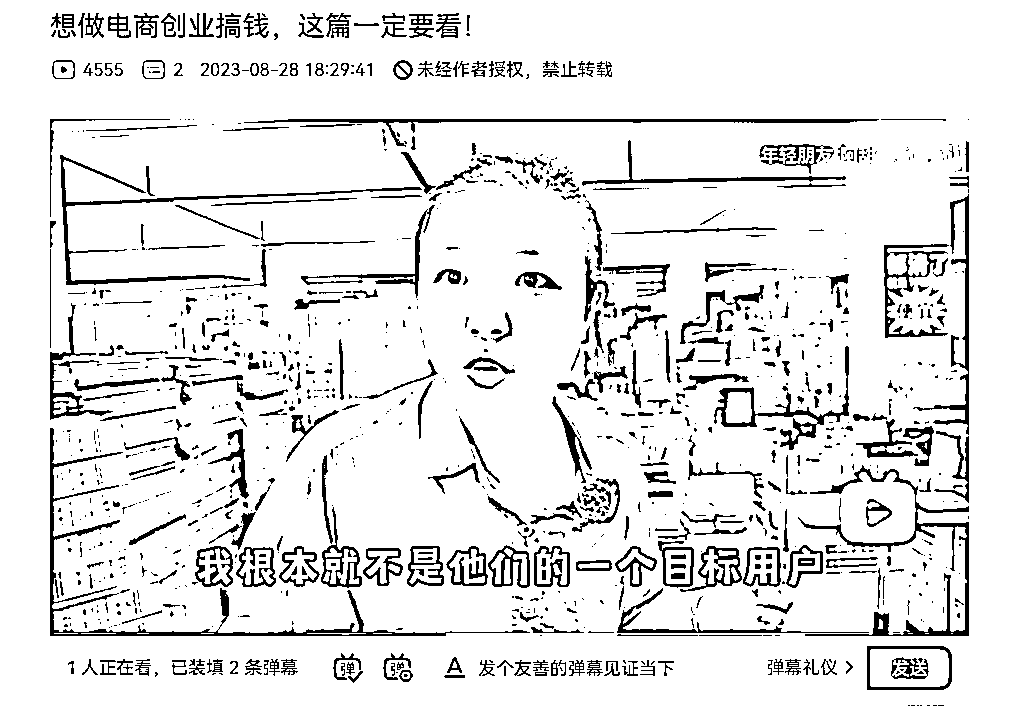 想做电商创业搞钱，这篇一定要看！
4555 2 2023-08-28 18:29:41 未经作者授权，禁止转载
年轻朋友
我根本就不是他们的一个目标用户
1 人正在看，已装填 2 条弹幕 弹 弹 A 发个友善的弹幕见证当下 弹幕礼仪 > 发送